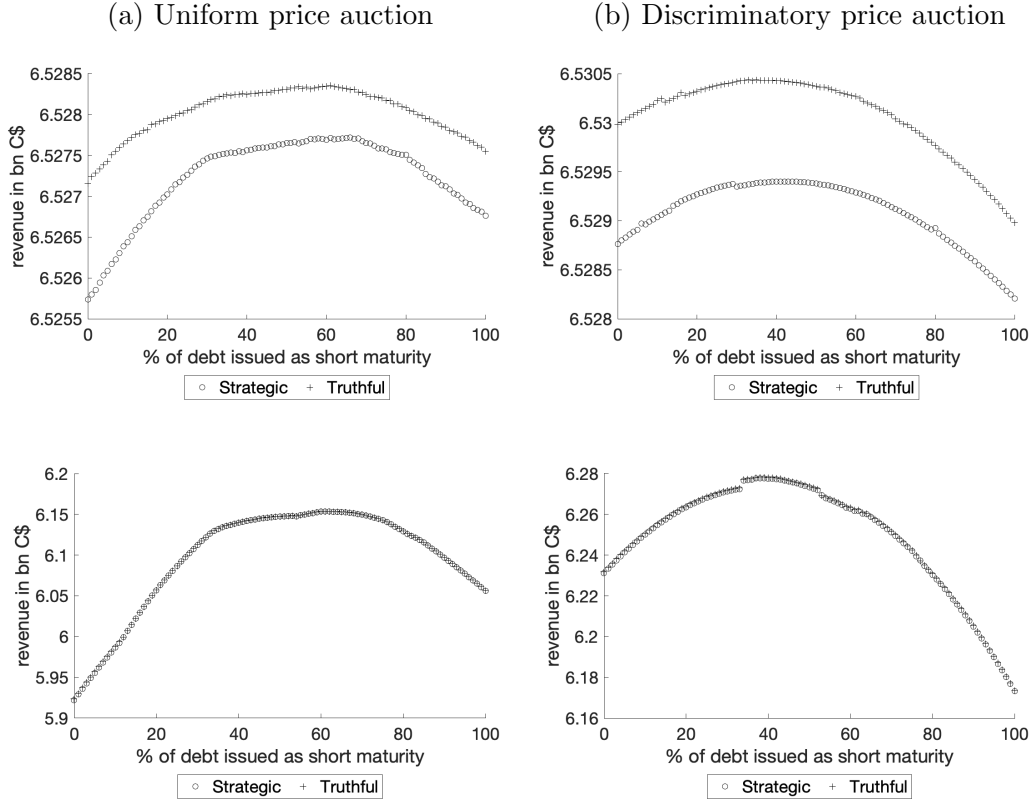 (a) Uniform price auction
(b) Discriminatory price auction
6.5285
6.528
6.5275
6.527
6.5265
6.526
6.5255
revenue in bn C$
0 20 40 60 80 100
% of debt issued as short maturity
Strategic Truthful
6.5305
6.53
6.5295
6.529
6.5285
6.528
revenue in bn C$
0 20 40 60 80 100
% of debt issued as short maturity
Strategic Truthful
6.2
6.15
6.1
6.05
6
5.95
5.9
revenue in bn C$
0 20 40 60 80 100
% of debt issued as short maturity
Strategic Truthful
6.28
6.26
6.24
6.22
6.2
6.18
6.16
revenue in bn C$
0 20 40 60 80 100
% of debt issued as short maturity
Strategic Truthful